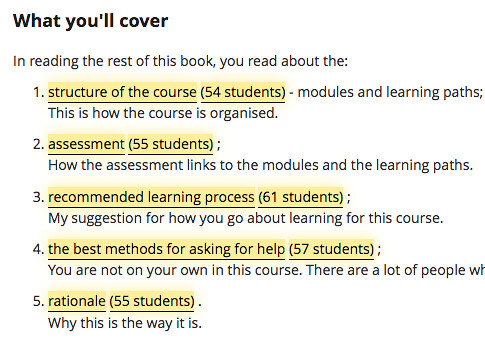 What you'll cover
In reading the rest of this book, you read about the:
1. structure of the course (54 students) - modules and learning paths;
This is how the course is organised.
2. assessment (55 students) ;
How the assessment links to the modules and the learning paths.
3. recommended learning process (61 students) ;
My suggestion for how you go about learning for this course.
4. the best methods for asking for help (57 students) ;
You are not on your own in this course. There are a lot of people
5. rationale (55 students) .
Why this is the way it is.